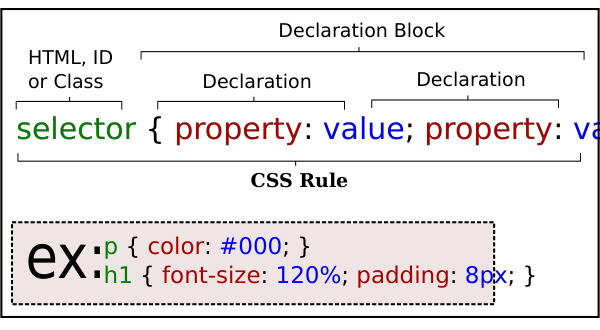 Declaration Block
HTML, ID
or Class
Declaration
Declaration
selector { property: value; property: va
CSS Rule
ex:
p { color: #000; }
h1 { font-size: 120%; padding: 8px; }